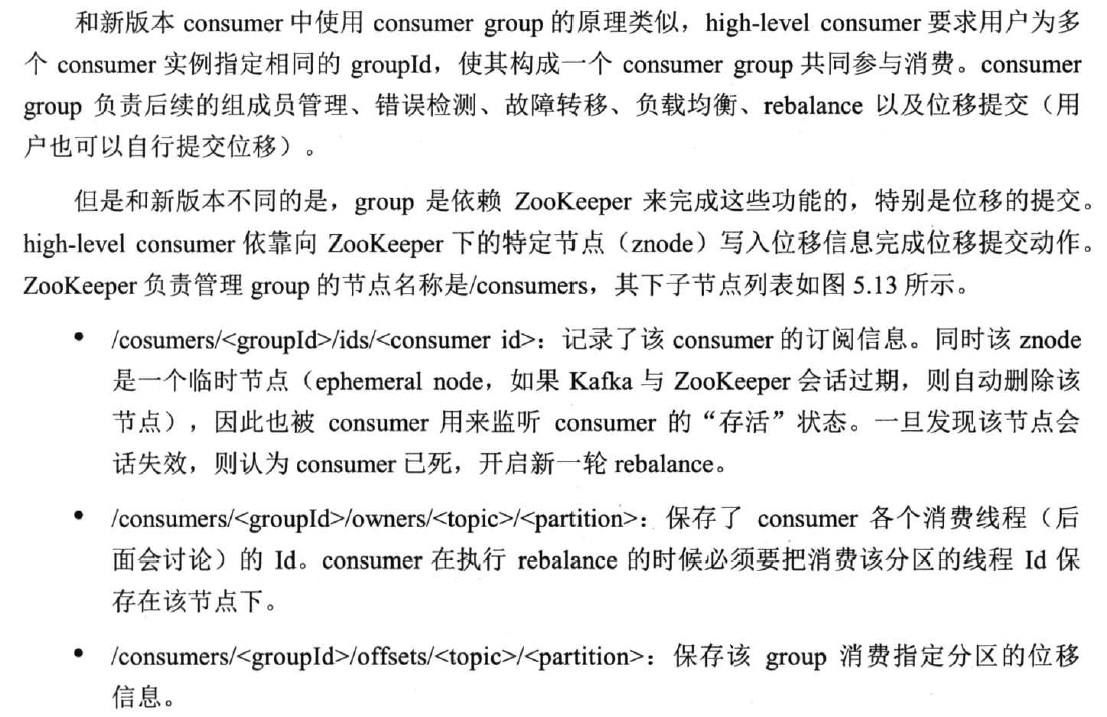 和新版本 consumer 中使用 consumer group 的原理类似，high-level consumer 要求用户为多
个 consumer 实例指定相同的 groupId，使其构成一个 consumer group 共同参与消费。consumer
group 负责后续的组成员管理、错误检测、故障转移、负载均衡、rebalance 以及位移提交（用
户也可以自行提交位移）。
但是和新版本不同的是，group 是依赖 ZooKeeper 来完成这些功能的，特别是位移的提交。
high-level consumer 依靠向 ZooKeeper 下的特定节点（znode）写入位移信息完成位移提交动作。
ZooKeeper 负责管理 group 的节点名称是/consumers，其下子节点列表如图 5.13 所示。
• /cosumers/<groupId>/ids/<consumer id>：记录了该 consumer 的订阅信息。同时该 znode
是一个临时节点（ephemeral node，如果 Kafka 与 ZooKeeper 会话过期，则自动删除该
节点），因此也被 consumer 用来监听 consumer 的“存活”状态。一旦发现该节点会
话失效，则认为 consumer 已死，开启新一轮 rebalance。
• /consumers/<groupId>/owners/<topic>/<partition>：保存了 consumer 各个消费线程（后
面会讨论）的 Id。consumer 在执行 rebalance 的时候必须要把消费该分区的线程 Id 保
存在该节点下。
• /consumers/<groupId>/offsets/<topic>/<partition>：保存该 group 消费指定分区的位移
信息。